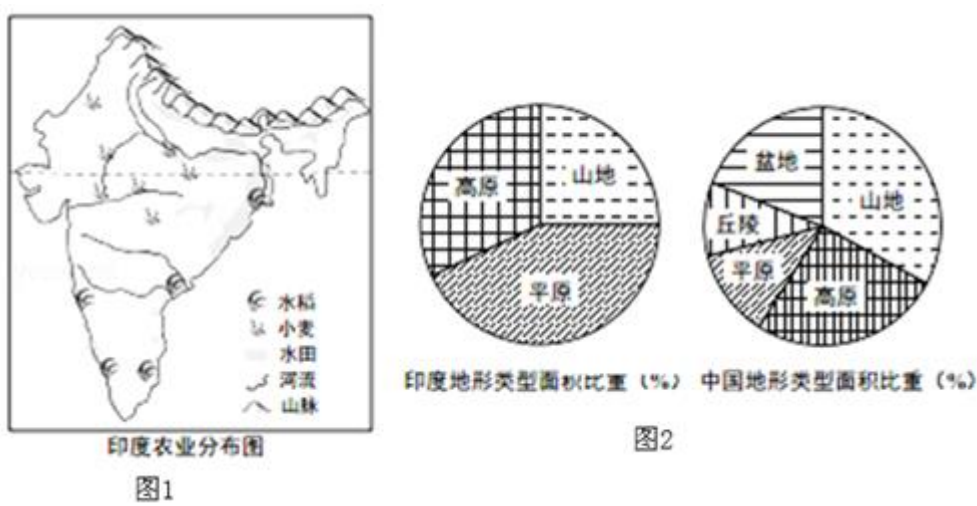 水稻
小麦
水田
河流
山脉
印度农业分布图
图1
高原
山地
平原
印度地形类型面积比重（%）
盆地
山地
丘陵
平原
高原
中国地形类型面积比重（%）
图2